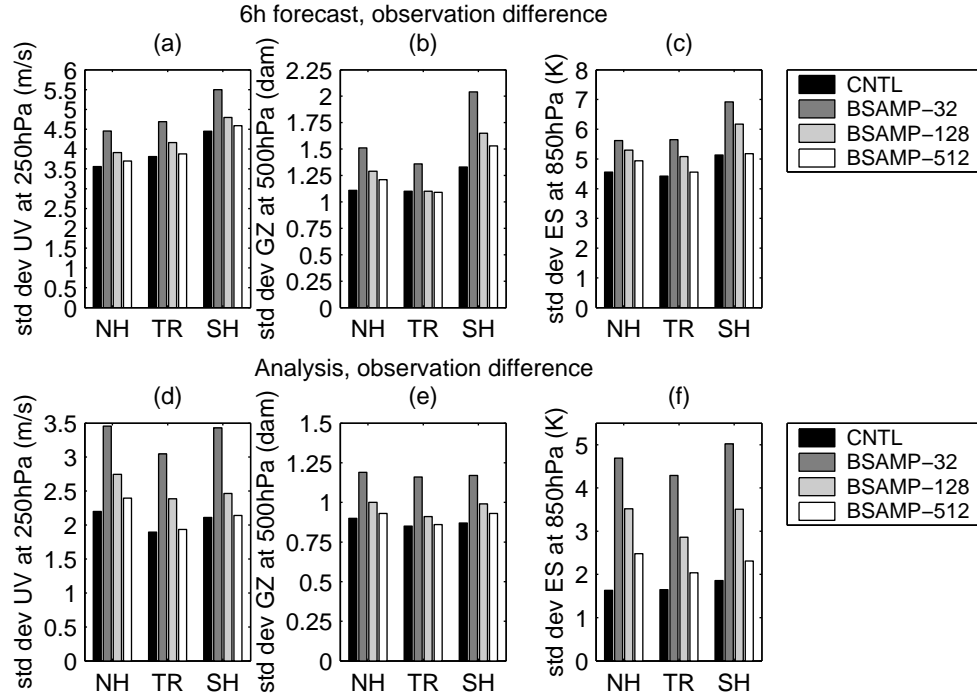 6h forecast, observation difference
(a)
std dev UV at 250hPa (m/s)
6
5.5
5
4.5
4
3.5
3
2.5
2
1.5
1
0.5
0
NH TR SH
(b)
std dev GZ at 500hPa (dam)
2.25
2
1.75
1.5
1.25
1
0.75
0.5
0.25
0
NH TR SH
(c)
std dev ES at 850hPa (K)
8
7
6
5
4
3
2
1
0
NH TR SH
CNTL
BSAMP−32
BSAMP−128
BSAMP−512
Analysis, observation difference
(d)
std dev UV at 250hPa (m/s)
3.5
3
2.5
2
1.5
1
0.5
0
NH TR SH
(e)
std dev GZ at 500hPa (dam)
1.5
1.25
1
0.75
0.5
0.25
0
NH TR SH
(f)
std dev ES at 850hPa (K)
5
4
3
2
1
0
NH TR SH
CNTL
BSAMP−32
BSAMP−128
BSAMP−512